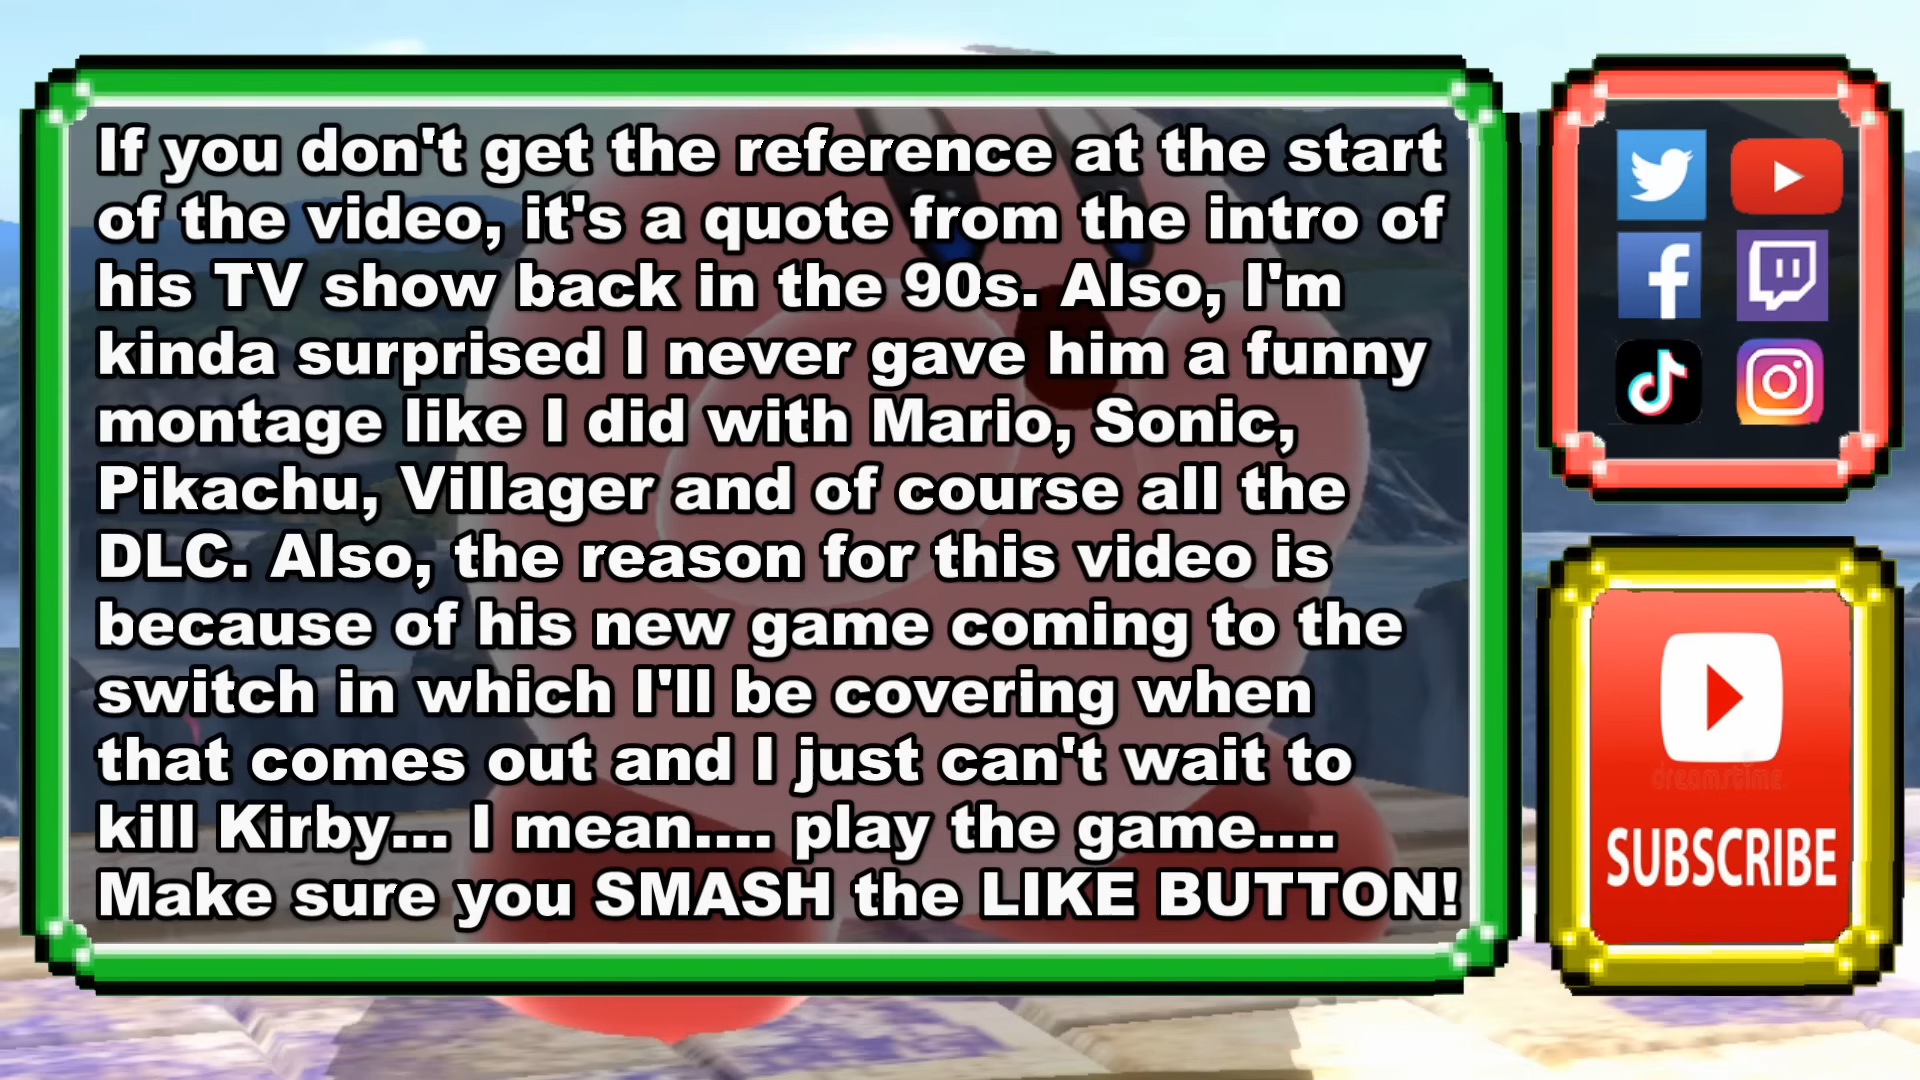 If you don't get the reference at the start
of the video, it's a quote from the intro of
his TV show back in the 90s. Also, I'm
kinda surprised I never gave him a funny
montage like I did with Mario, Sonic,
Pikachu, Villager and of course all the
DLC. Also, the reason for this video is
because of his new game coming to the
switch in which I'll be covering when
that comes out and I just can't wait to
kill Kirby... I mean.... play the game....
Make sure you SMASH the LIKE BUTTON!
dreamstime
SUBSCRIBE